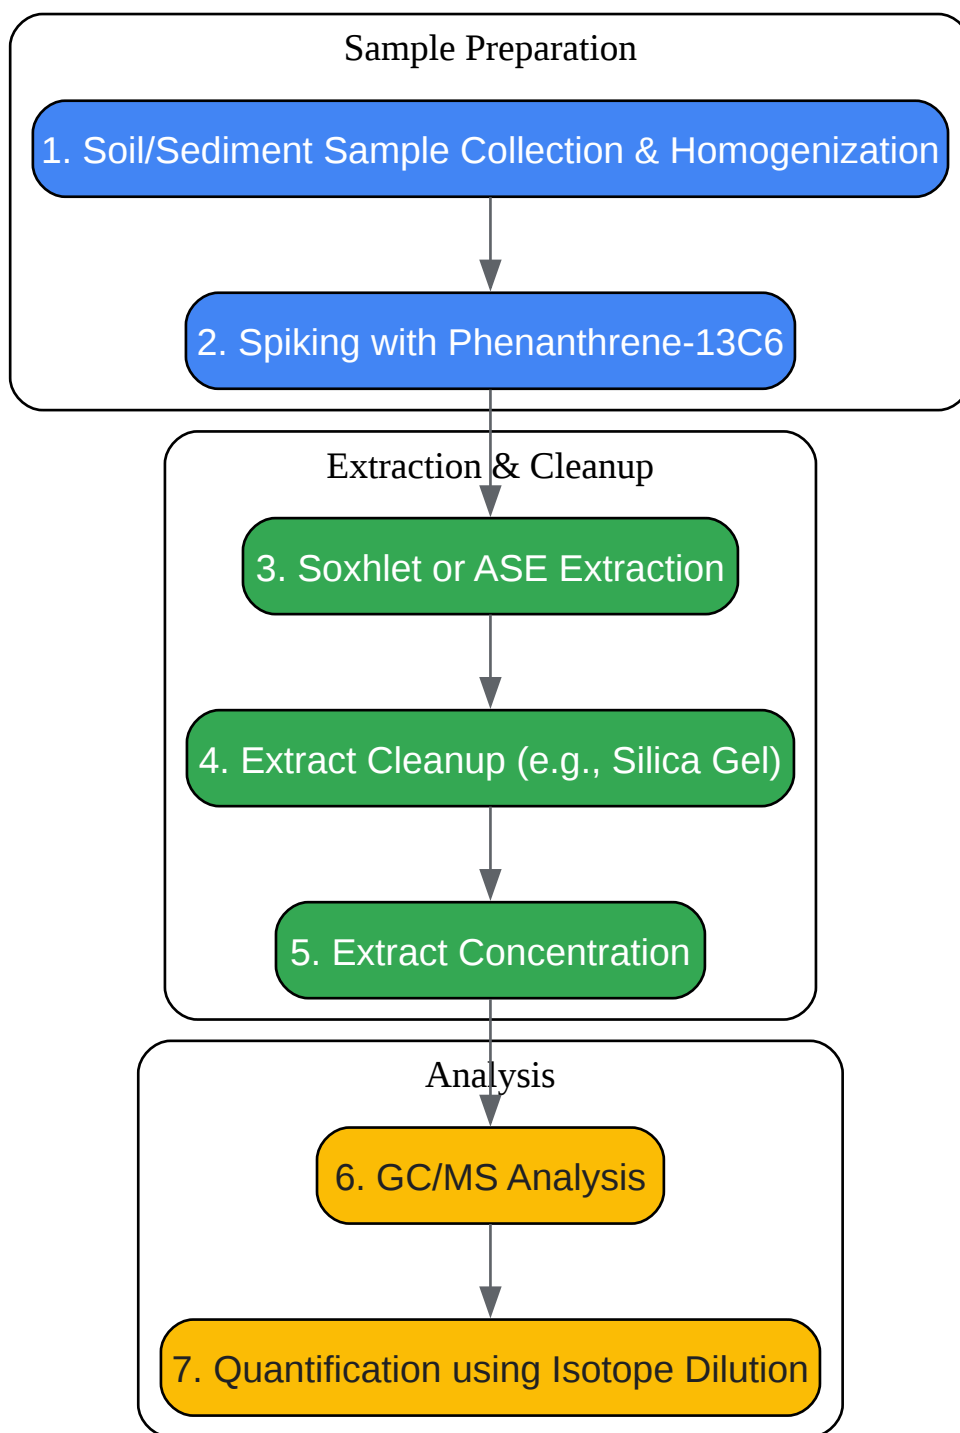 Sample Preparation
1. Soil/Sediment Sample Collection & Homogenization
2. Spiking with Phenanthrene-13C6
Extraction & Cleanup
3. Soxhlet or ASE Extraction
4. Extract Cleanup (e.g., Silica Gel)
5. Extract Concentration
Analysis
6. GC/MS Analysis
7. Quantification using Isotope Dilution